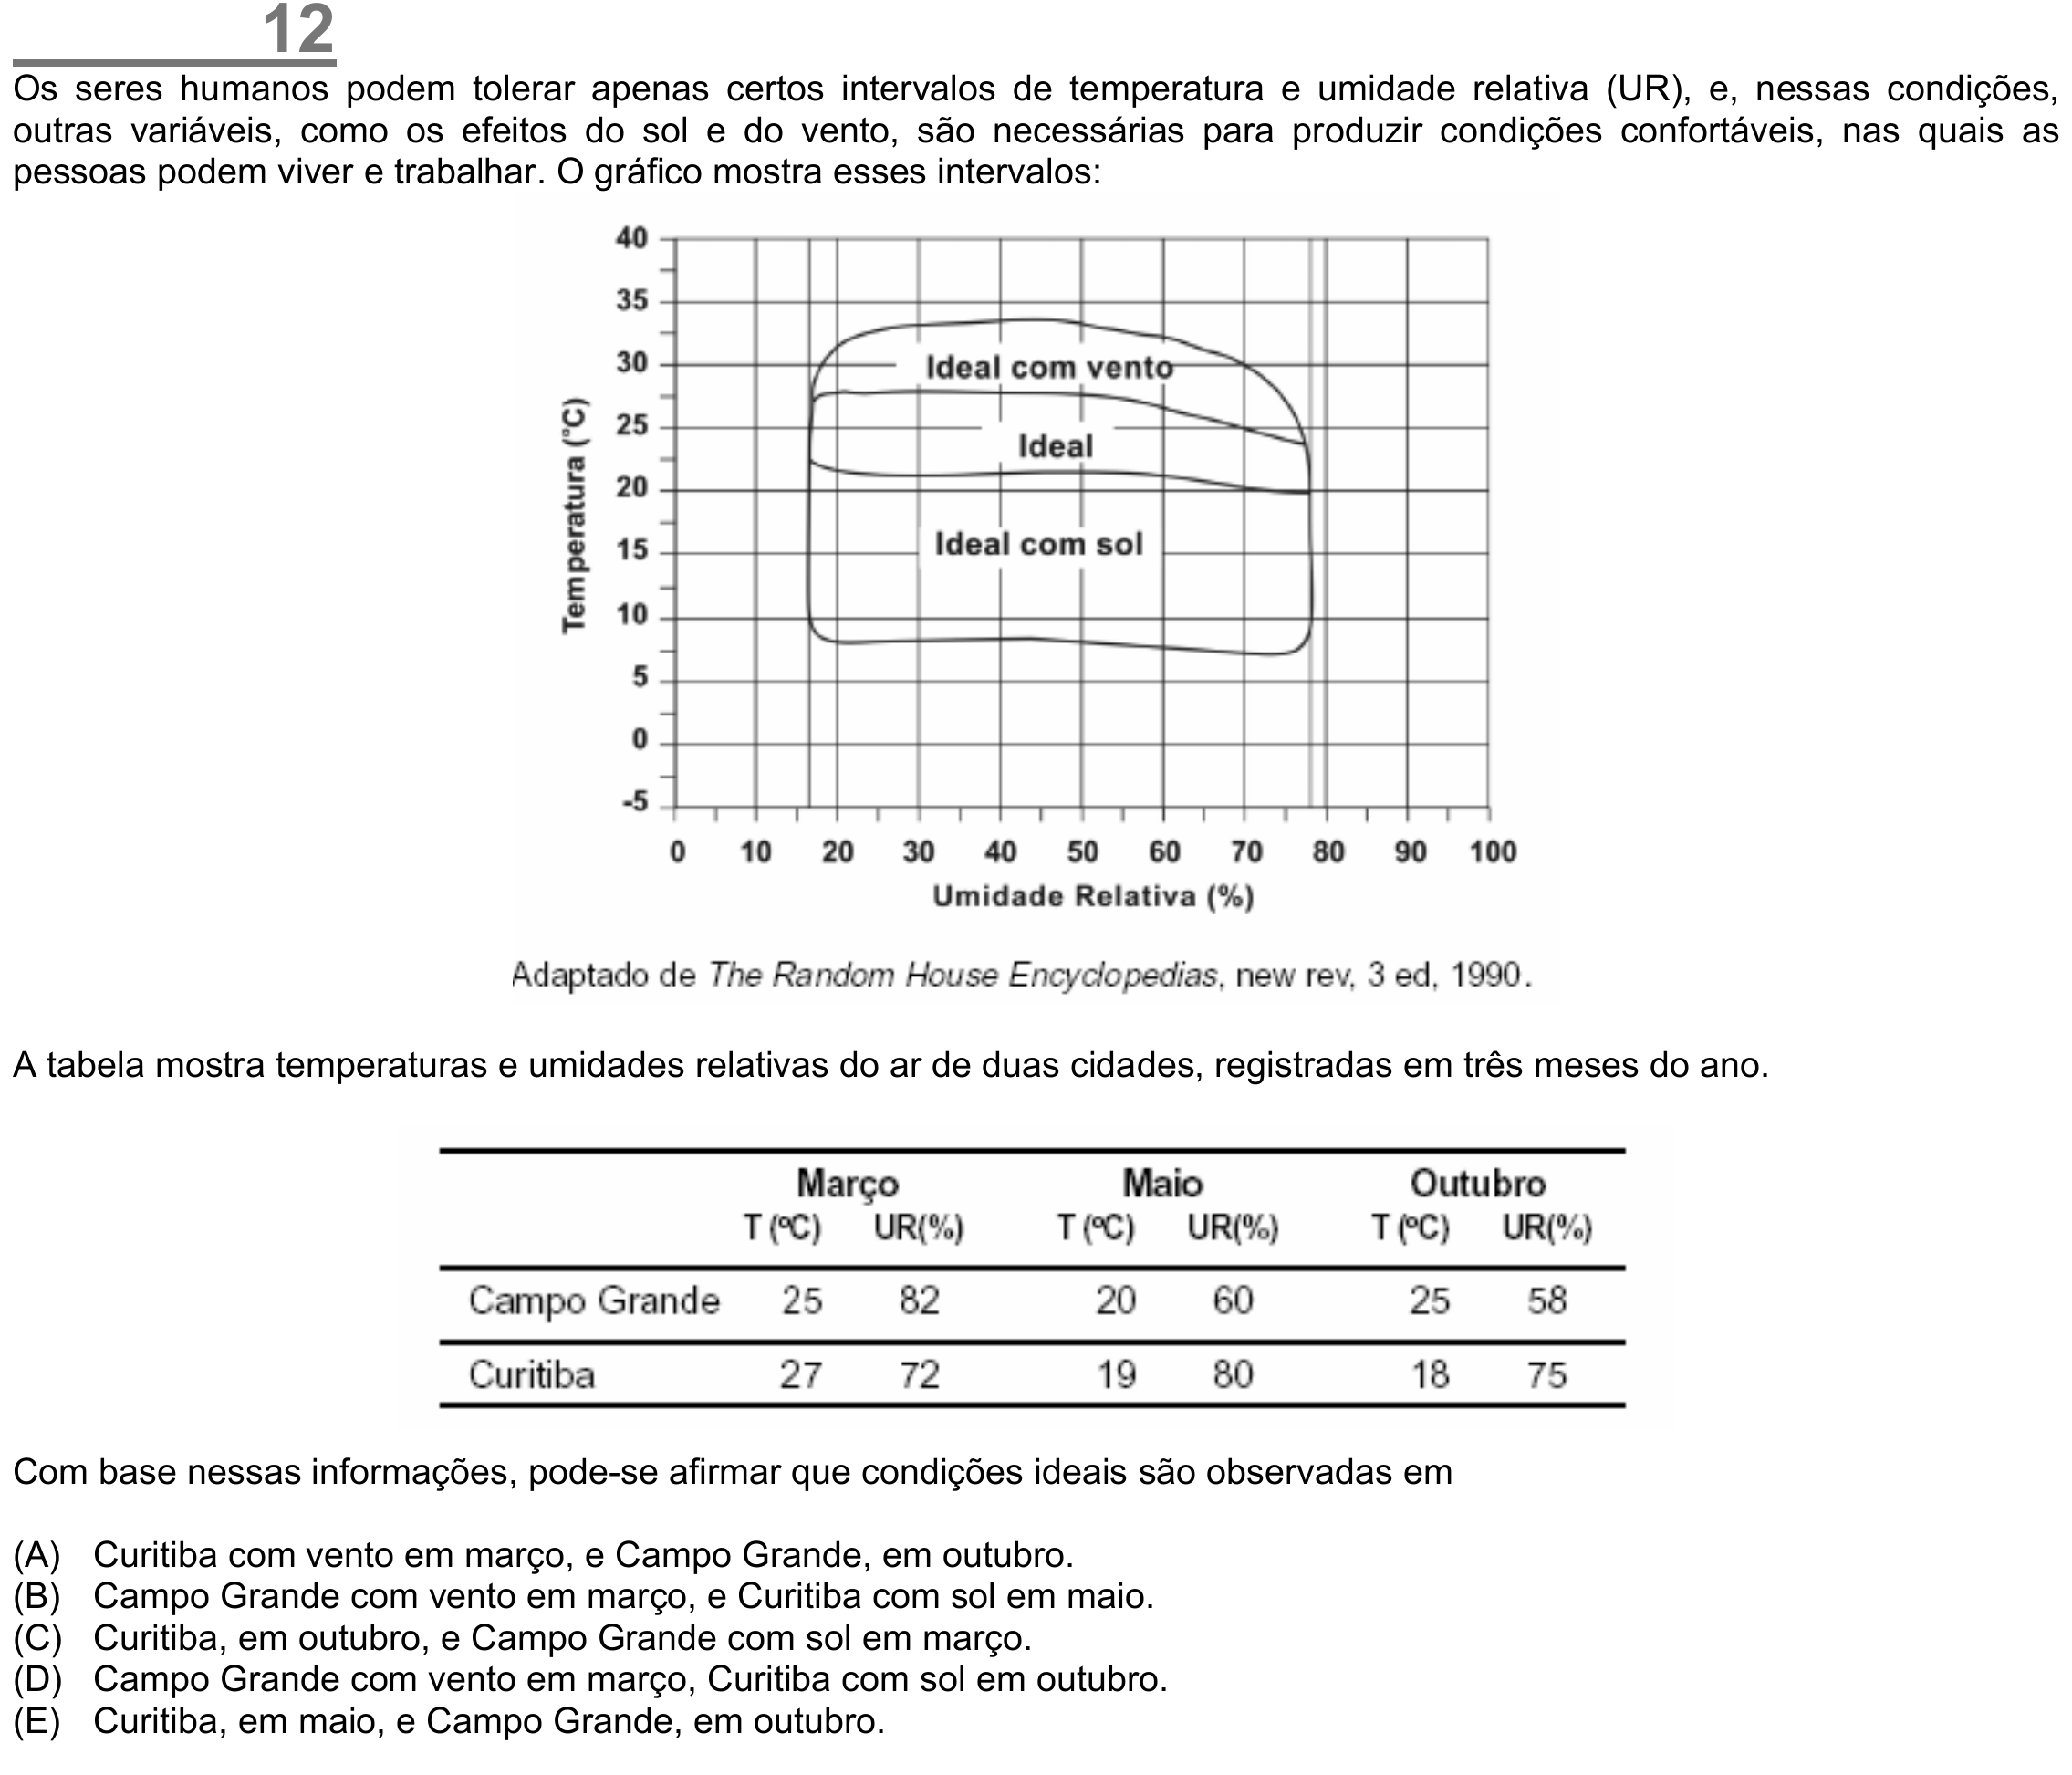 12
Os seres humanos podem tolerar apenas certos intervalos de temperatura e umidade relativa (UR), e, nessas condições,
outras variáveis, como os efeitos do sol e do vento, são necessárias para produzir condições confortáveis, nas quais as
pessoas podem viver e trabalhar. O gráfico mostra esses intervalos:
40
35
30
25
20
15
10
5
0
-5
Temperatura (°C)
Ideal com vento
Ideal
Ideal com sol
0 10 20 30 40 50 60 70 80 90 100
Umidade Relativa (%)
Adaptado de The Random House Encyclopedias, new rev, 3 ed, 1990.
A tabela mostra temperaturas e umidades relativas do ar de duas cidades, registradas em três meses do ano.
Março Maio Outubro
T (ºC) UR(%) T (ºC) UR(%) T (ºC) UR(%)
Campo Grande 25 82 20 60 25 58
Curitiba 27 72 19 80 18 75
Com base nessas informações, pode-se afirmar que condições ideais são observadas em
(A) Curitiba com vento em março, e Campo Grande, em outubro.
(B) Campo Grande com vento em março, e Curitiba com sol em maio.
(C) Curitiba, em outubro, e Campo Grande com sol em março.
(D) Campo Grande com vento em março, Curitiba com sol em outubro.
(E) Curitiba, em maio, e Campo Grande, em outubro.